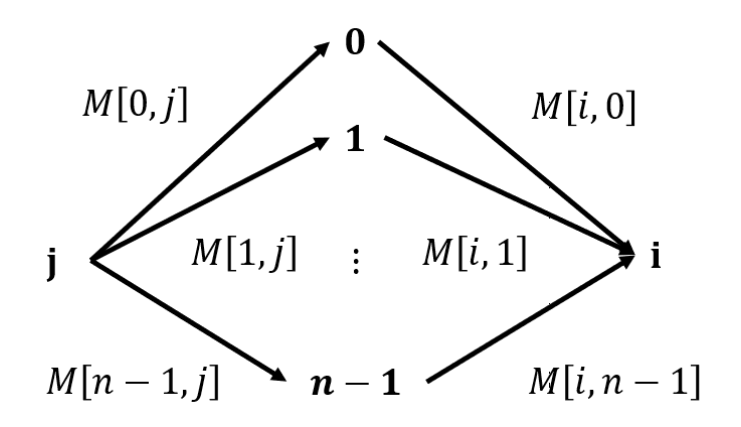 0
M[0, j] M[i, 0]
1
j M[1, j] ⋮ M[i, 1] i
M[n − 1, j] n − 1 M[i, n − 1]